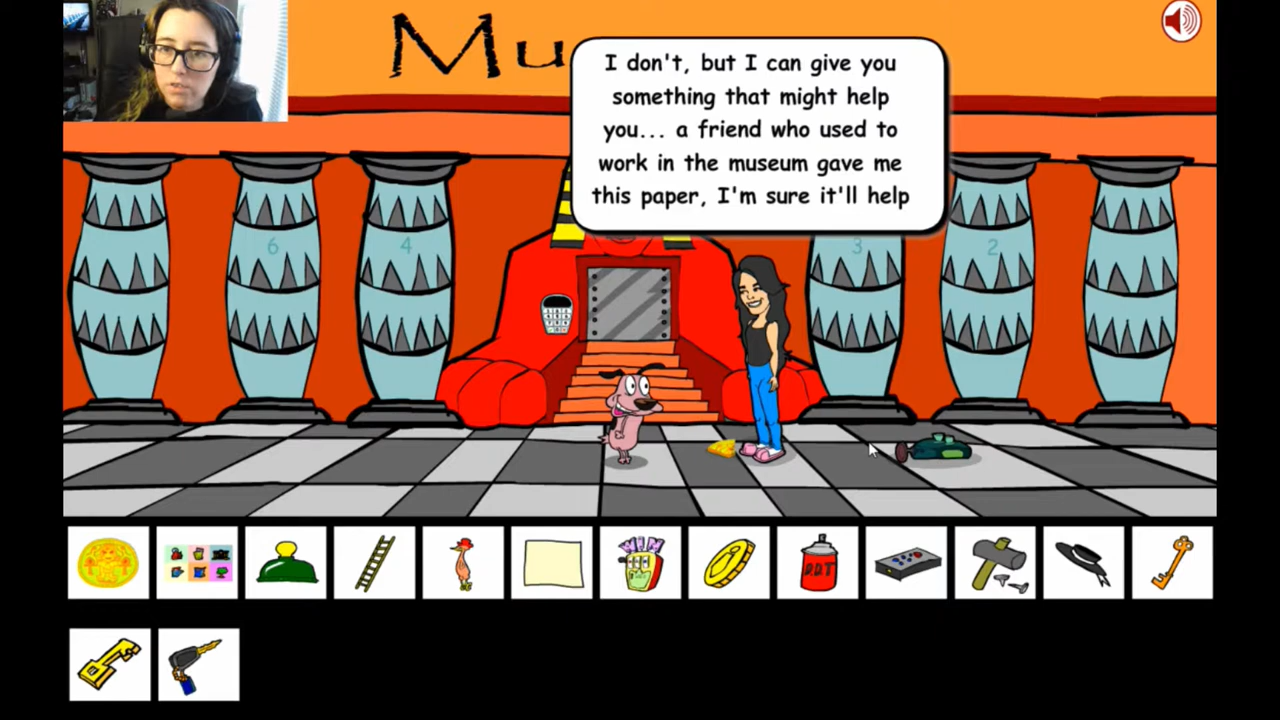 Mu
I don't, but I can give you
something that might help
you... a friend who used to
work in the museum gave me
this paper, I'm sure it'll help
6
4
3
2
WIN
D.D.T